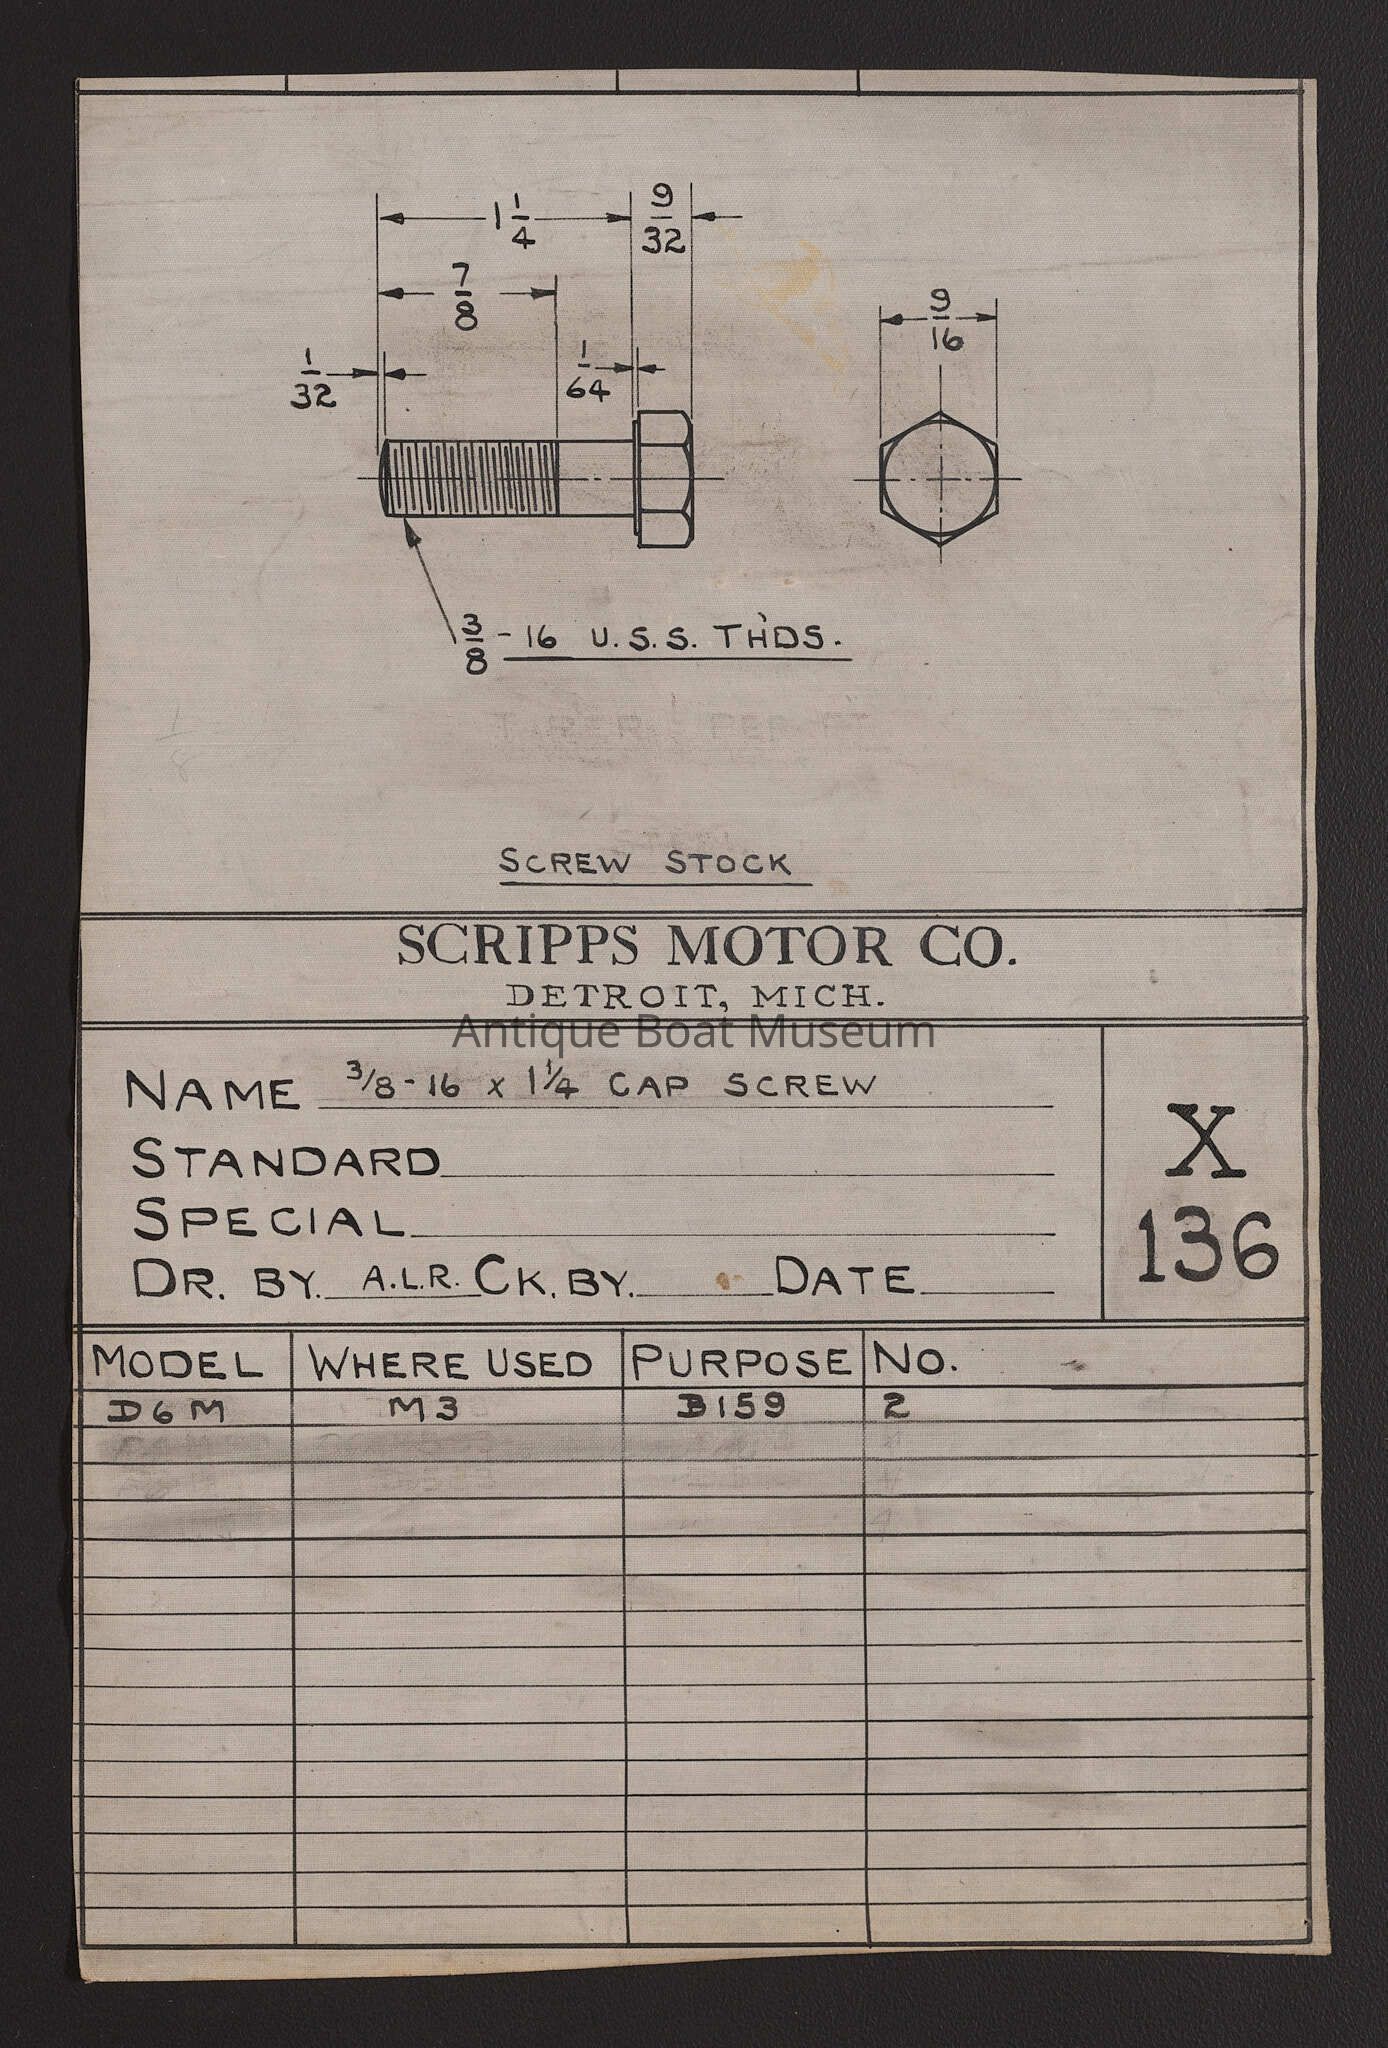 1 1/4
9/32
7/8
9/16
1/32
1/64
3/8 - 16 U.S.S. TH'DS.
SCREW STOCK
SCRIPPS MOTOR CO.
DETROIT, MICH.
Antique Boat Museum
NAME 3/8-16 x 1 1/4 CAP SCREW
STANDARD
SPECIAL
DR. BY. A.L.R. CK. BY. DATE
X
136
MODEL WHERE USED PURPOSE NO.
D6M M3 B159 2